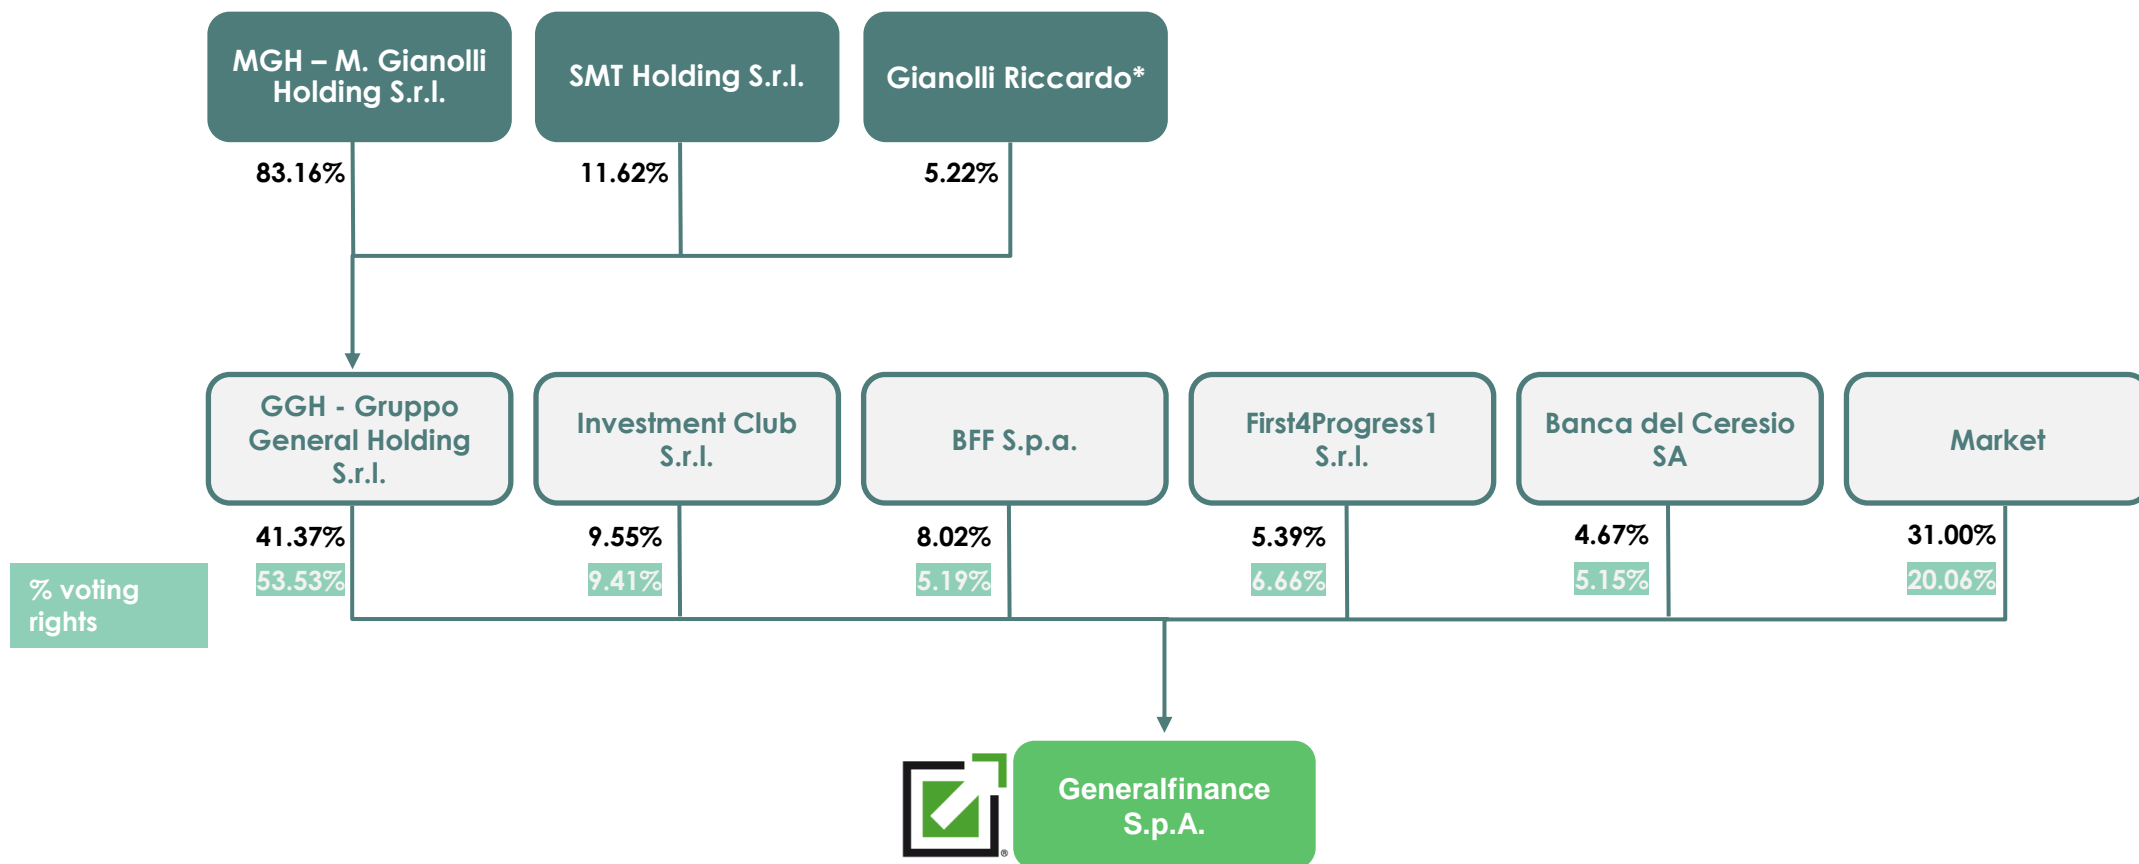 MGH – M. Gianolli
Holding S.r.l.
SMT Holding S.r.l.
Gianolli Riccardo*
83.16%
11.62%
5.22%
GGH - Gruppo
General Holding
S.r.l.
Investment Club
S.r.l.
BFF S.p.a.
First4Progress1
S.r.l.
Banca del Ceresio
SA
Market
41.37%
9.55%
8.02%
5.39%
4.67%
31.00%
% voting
rights
53.53%
9.41%
5.19%
6.66%
5.15%
20.06%
Generalfinance
S.p.A.
®